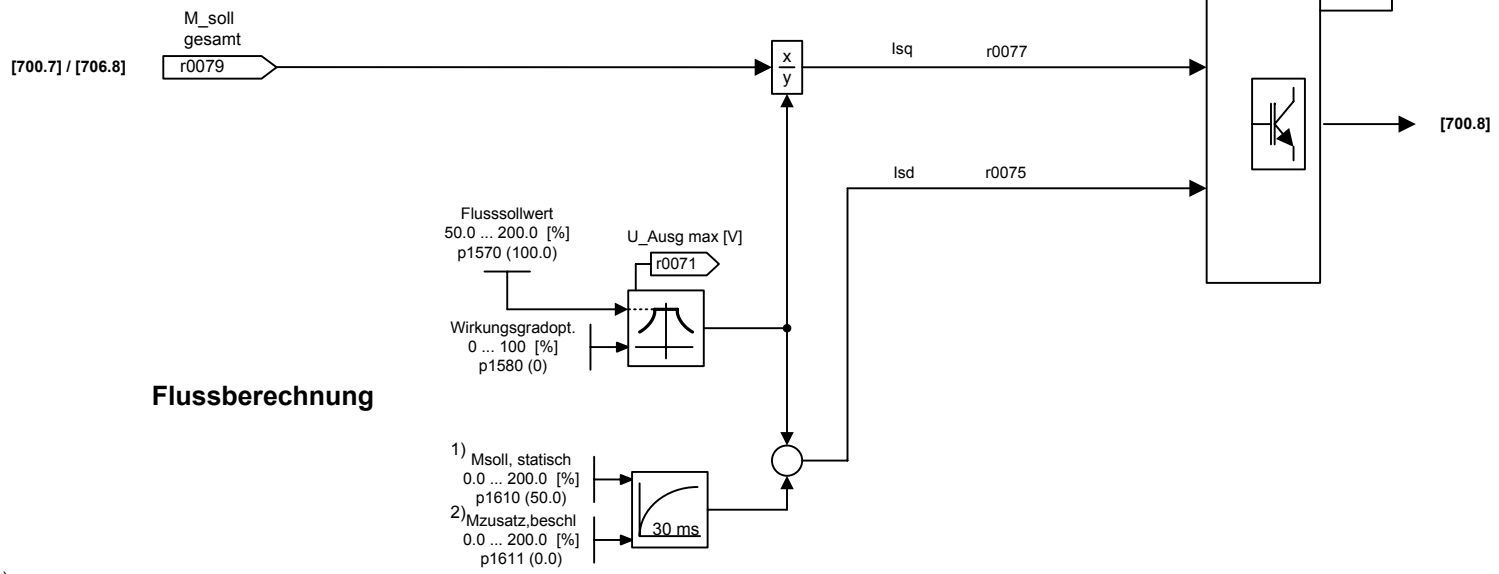 M_soll
gesamt
[700.7] / [706.8]
r0079
x
y
Isq
r0077
[700.8]
Isd
r0075
Flusssollwert
50.0 ... 200.0 [%]
p1570 (100.0)
U_Ausg max [V]
r0071
Wirkungsgradopt.
0 ... 100 [%]
p1580 (0)
Flussberechnung
1)
Msoll, statisch
0.0 ... 200.0 [%]
p1610 (50.0)
2)
Mzusatz,beschl
0.0 ... 200.0 [%]
p1611 (0.0)
30 ms